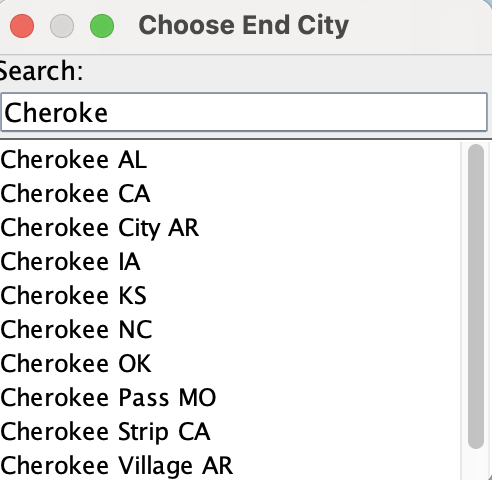 Choose End City
Search:
Cheroke
Cherokee AL
Cherokee CA
Cherokee City AR
Cherokee IA
Cherokee KS
Cherokee NC
Cherokee OK
Cherokee Pass MO
Cherokee Strip CA
Cherokee Village AR